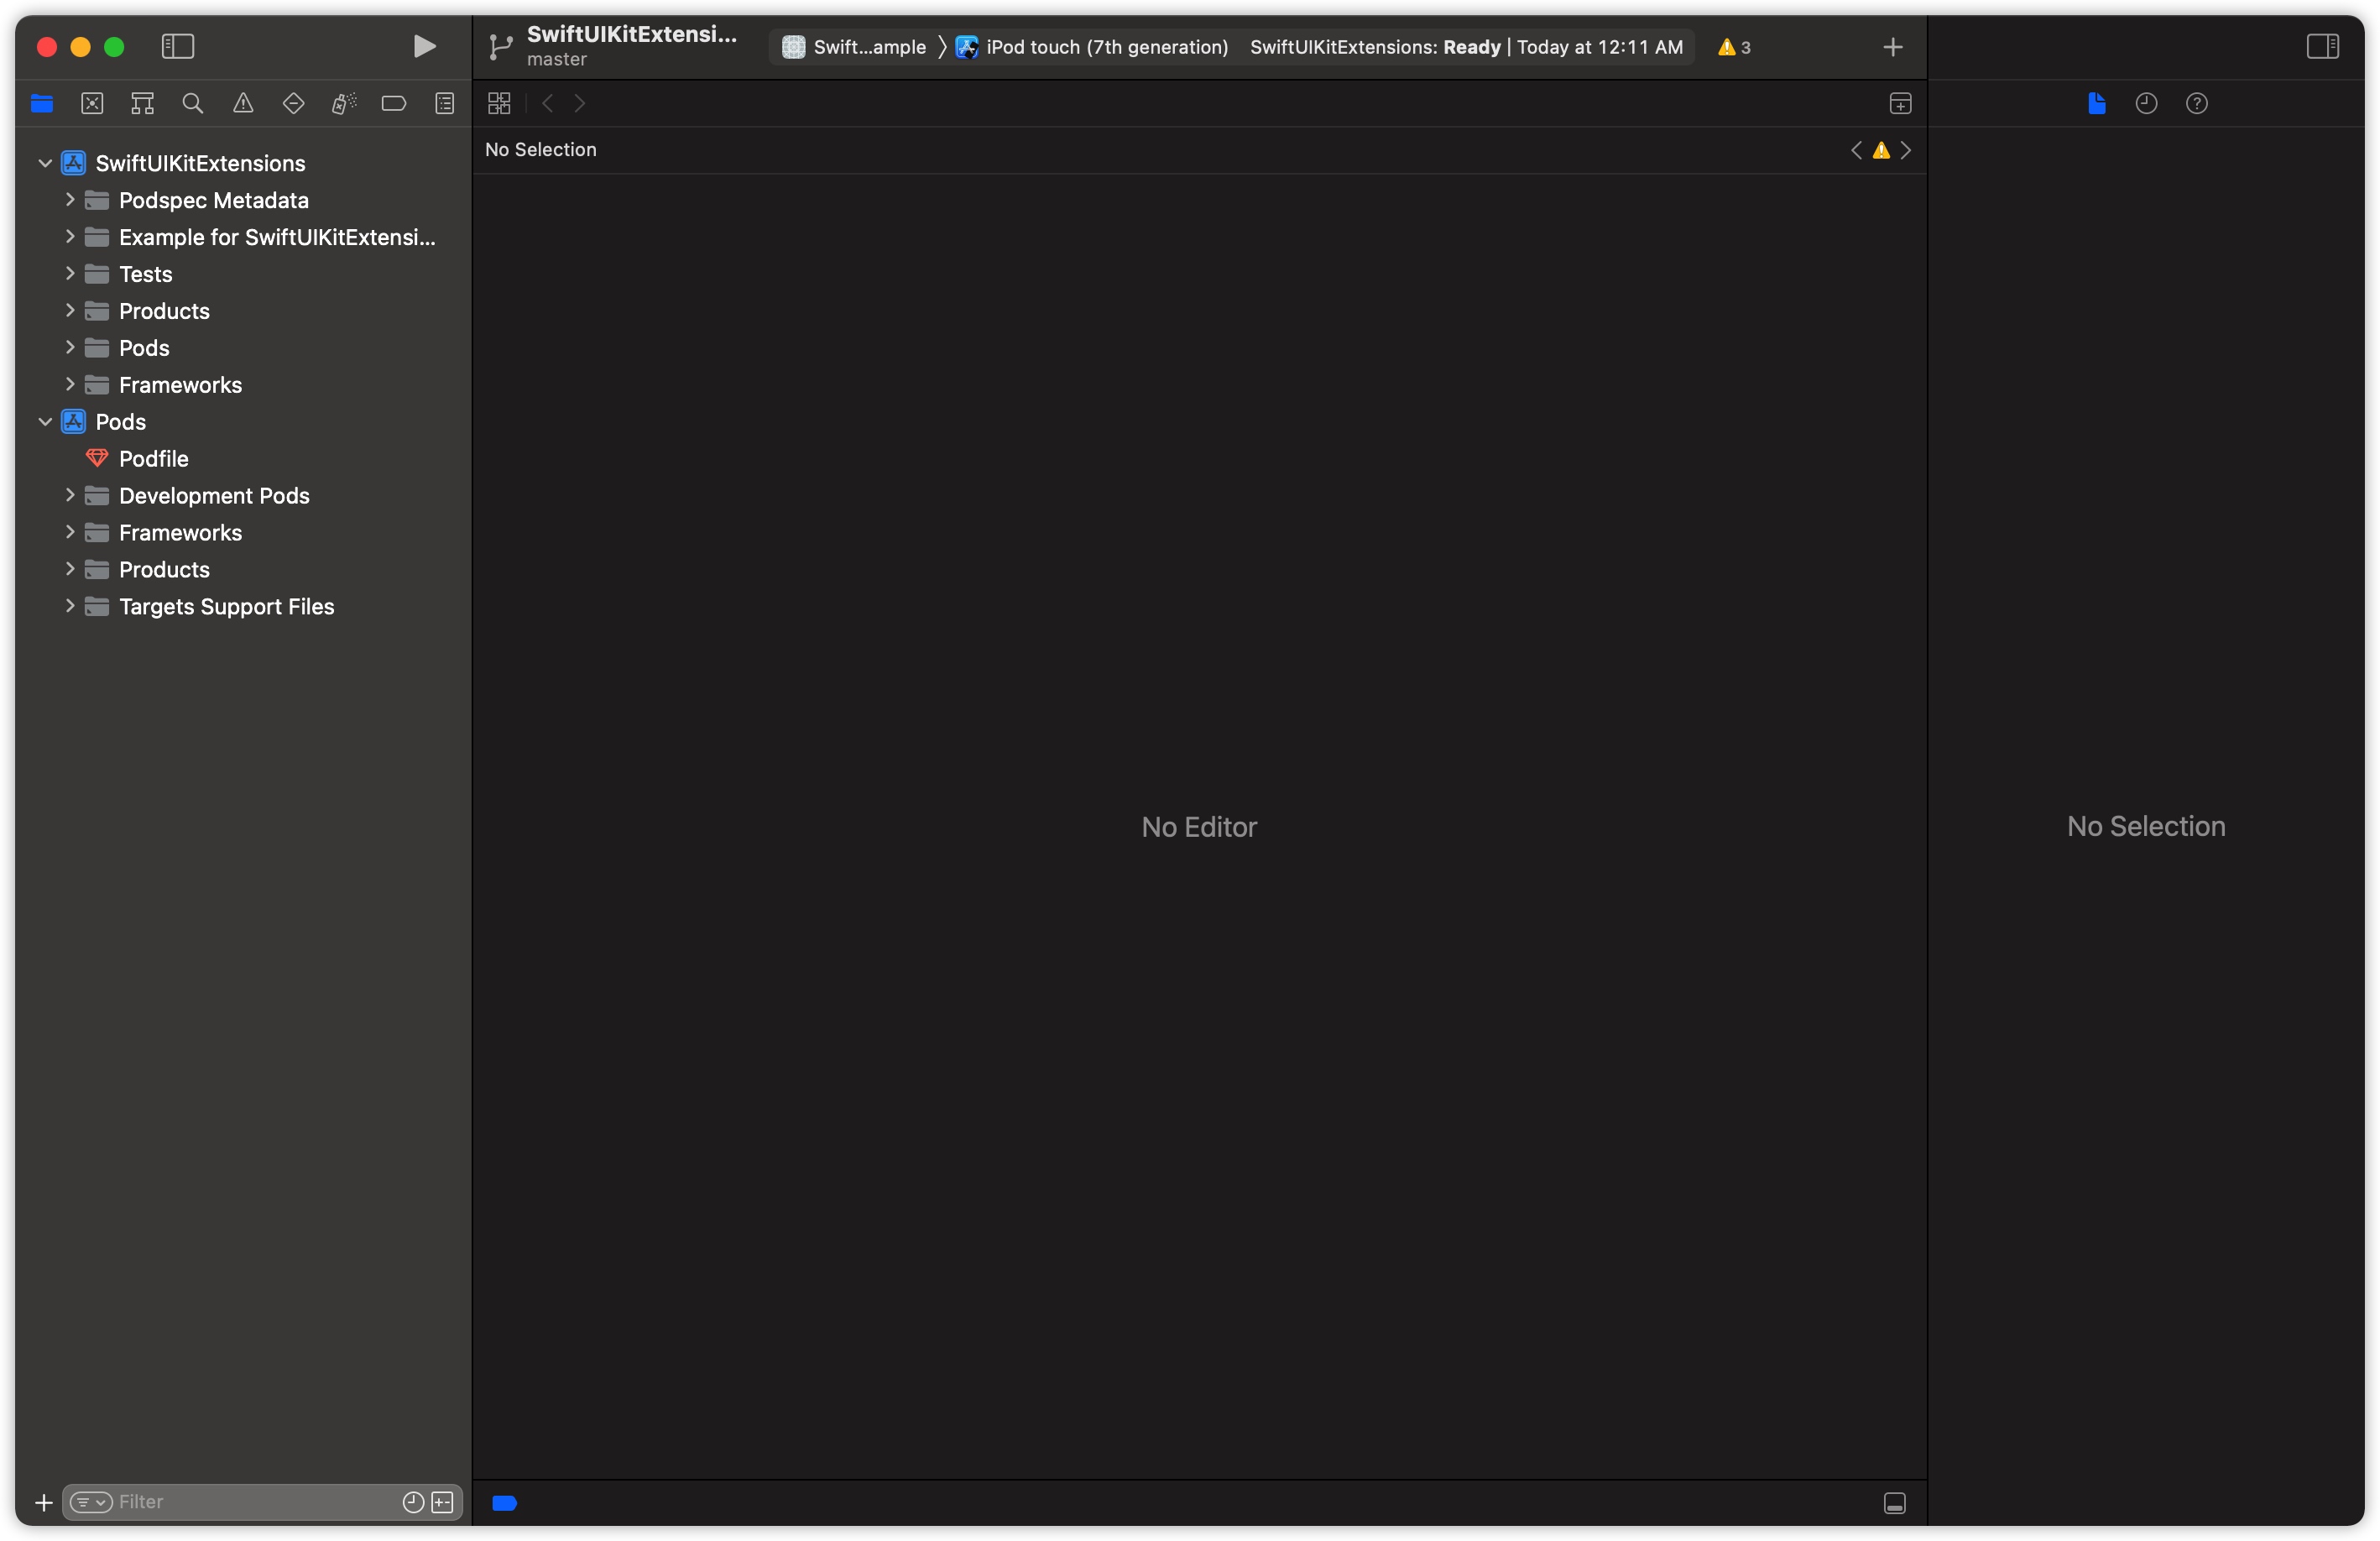 SwiftUIKitExtensi...
master
Swift...ample
iPod touch (7th generation)
SwiftUIKitExtensions: Ready | Today at 12:11 AM
3
No Selection
SwiftUIKitExtensions
Podspec Metadata
Example for SwiftUIKitExtensi...
Tests
Products
Pods
Frameworks
Pods
Podfile
Development Pods
Frameworks
Products
Targets Support Files
No Editor
No Selection
Filter